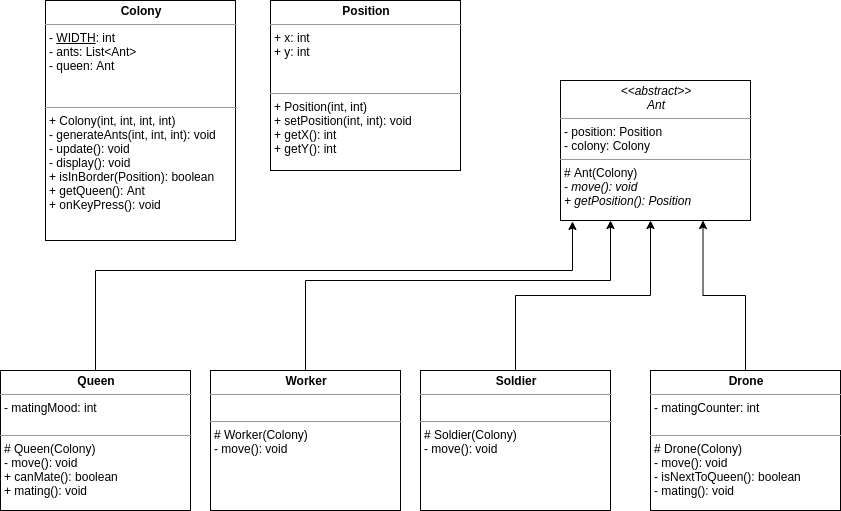 Colony
- WIDTH: int
- ants: List<Ant>
- queen: Ant
+ Colony(int, int, int, int)
- generateAnts(int, int, int): void
- update(): void
- display(): void
+ isInBorder(Position): boolean
+ getQueen(): Ant
+ onKeyPress(): void
Position
+ x: int
+ y: int
+ Position(int, int)
+ setPosition(int, int): void
+ getX(): int
+ getY(): int
<<abstract>>
Ant
- position: Position
- colony: Colony
# Ant(Colony)
- move(): void
+ getPosition(): Position
Queen
- matingMood: int
# Queen(Colony)
- move(): void
+ canMate(): boolean
+ mating(): void
Worker
# Worker(Colony)
- move(): void
Soldier
# Soldier(Colony)
- move(): void
Drone
- matingCounter: int
# Drone(Colony)
- move(): void
- isNextToQueen(): boolean
- mating(): void